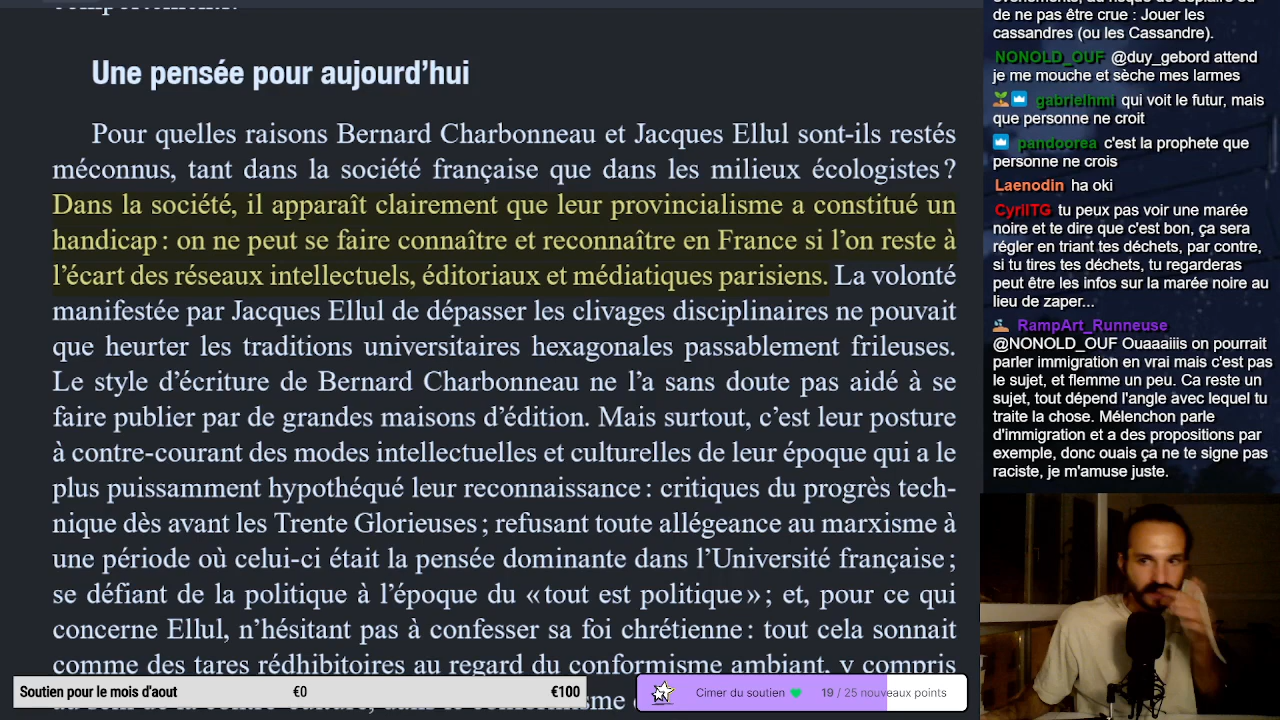 comportement.
Une pensée pour aujourd’hui
Pour quelles raisons Bernard Charbonneau et Jacques Ellul sont-ils restés
méconnus, tant dans la société française que dans les milieux écologistes ?
Dans la société, il apparaît clairement que leur provincialisme a constitué un
handicap : on ne peut se faire connaître et reconnaître en France si l’on reste à
l’écart des réseaux intellectuels, éditoriaux et médiatiques parisiens. La volonté
manifestée par Jacques Ellul de dépasser les clivages disciplinaires ne pouvait
que heurter les traditions universitaires hexagonales passablement frileuses.
Le style d’écriture de Bernard Charbonneau ne l’a sans doute pas aidé à se
faire publier par de grandes maisons d’édition. Mais surtout, c’est leur posture
à contre-courant des modes intellectuelles et culturelles de leur époque qui a le
plus puissamment hypothéqué leur reconnaissance : critiques du progrès tech-
nique dès avant les Trente Glorieuses ; refusant toute allégeance au marxisme à
une période où celui-ci était la pensée dominante dans l’Université française ;
se défiant de la politique à l’époque du « tout est politique » ; et, pour ce qui
concerne Ellul, n’hésitant pas à confesser sa foi chrétienne : tout cela sonnait
comme des tares rédhibitoires au regard du conformisme ambiant, y compris
de ne pas être crue : Jouer les
cassandres (ou les Cassandre).
NONOLD_OUF @duy_gebord attend
je me mouche et sèche mes larmes
gabrielhmi qui voit le futur, mais
que personne ne croit
pandoorea c'est la prophete que
personne ne crois
Laenodin ha oki
CyrilTG tu peux pas voir une marée
noire et te dire que c'est bon, ça sera
régler en triant tes déchets, par contre,
si tu tires tes déchets, tu regarderas
peut être les infos sur la marée noire au
lieu de zaper...
RampArt_Runneuse
@NONOLD_OUF Ouaaaiiis on pourrait
parler immigration en vrai mais c'est pas
le sujet, et flemme un peu. Ca reste un
sujet, tout dépend l'angle avec lequel tu
traite la chose. Mélenchon parle
d'immigration et a des propositions par
exemple, donc ouais ça ne te signe pas
raciste, je m'amuse juste.
Soutien pour le mois d'aout €0 €100
Cimer du soutien 19 / 25 nouveaux points